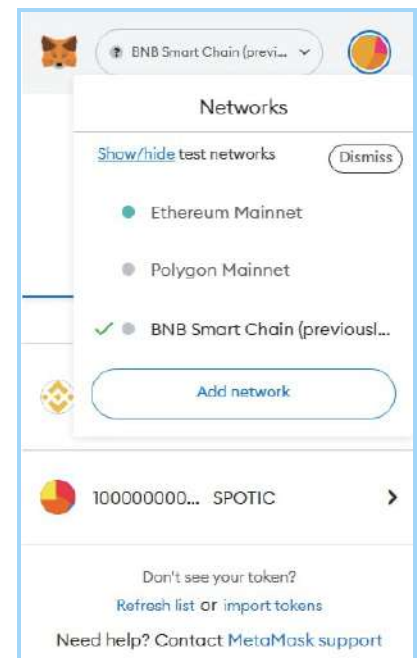 BNB Smart Chain (previ...
Networks
Show/hide test networks
Dismiss
Ethereum Mainnet
Polygon Mainnet
BNB Smart Chain (previousl...
Add network
100000000... SPOTIC
Don't see your token?
Refresh list or import tokens
Need help? Contact MetaMask support